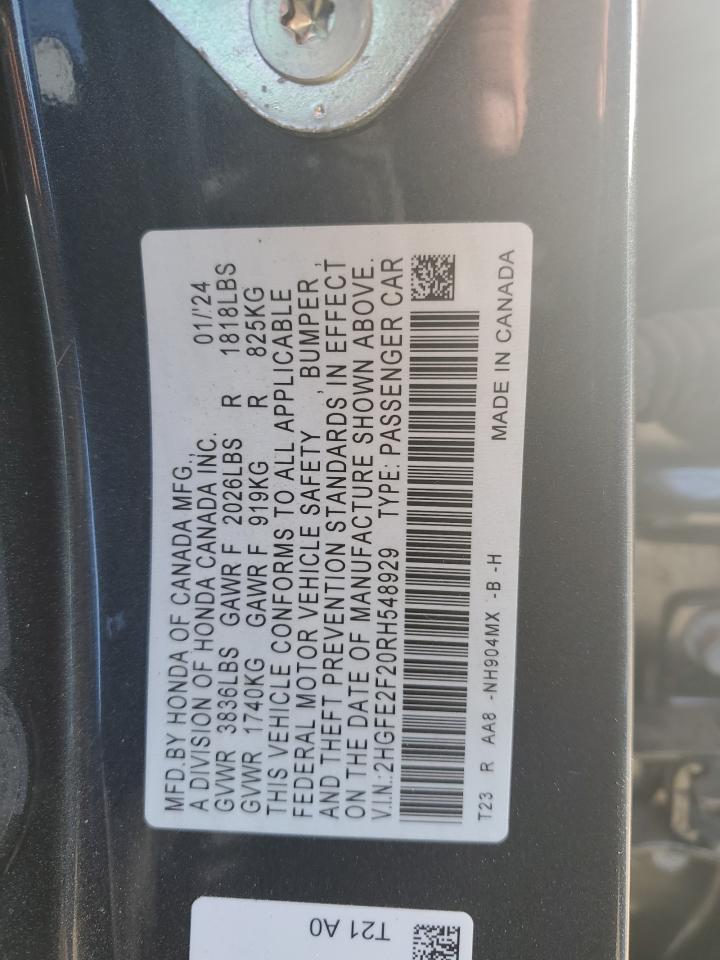 MFD.BY HONDA OF CANADA MFG.,
A DIVISION OF HONDA CANADA INC. 01/'24
GVWR 3836LBS GAWR F 2026LBS R 1818LBS
GVWR 1740KG GAWR F 919KG R 825KG
THIS VEHICLE CONFORMS TO ALL APPLICABLE
FEDERAL MOTOR VEHICLE SAFETY , BUMPER ,
AND THEFT PREVENTION STANDARDS IN EFFECT
ON THE DATE OF MANUFACTURE SHOWN ABOVE.
V.I.N.:2HGFE2F20RH548929 TYPE: PASSENGER CAR
T23 R AA8 -NH904MX -B -H MADE IN CANADA
T21 A0